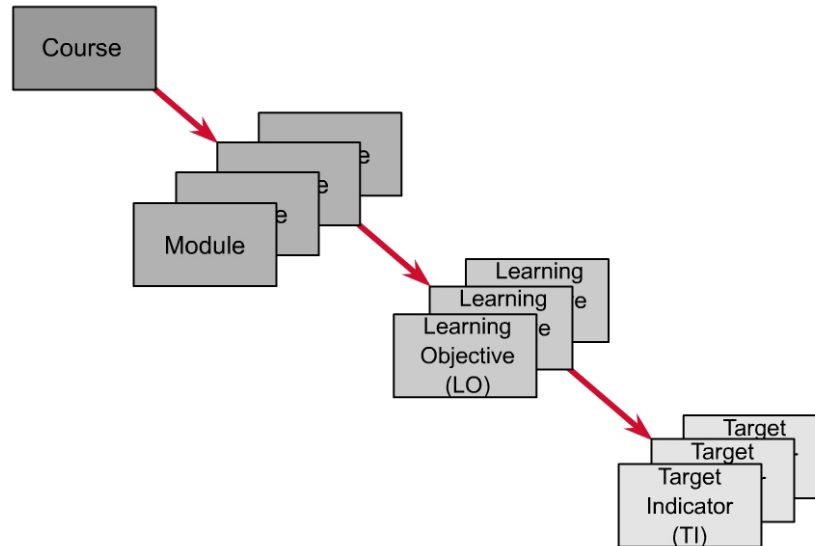 Course
e
e
e
Module
Learning
e
Learning
e
Learning
Objective
(LO)
Target
Target
Target
Indicator
(TI)